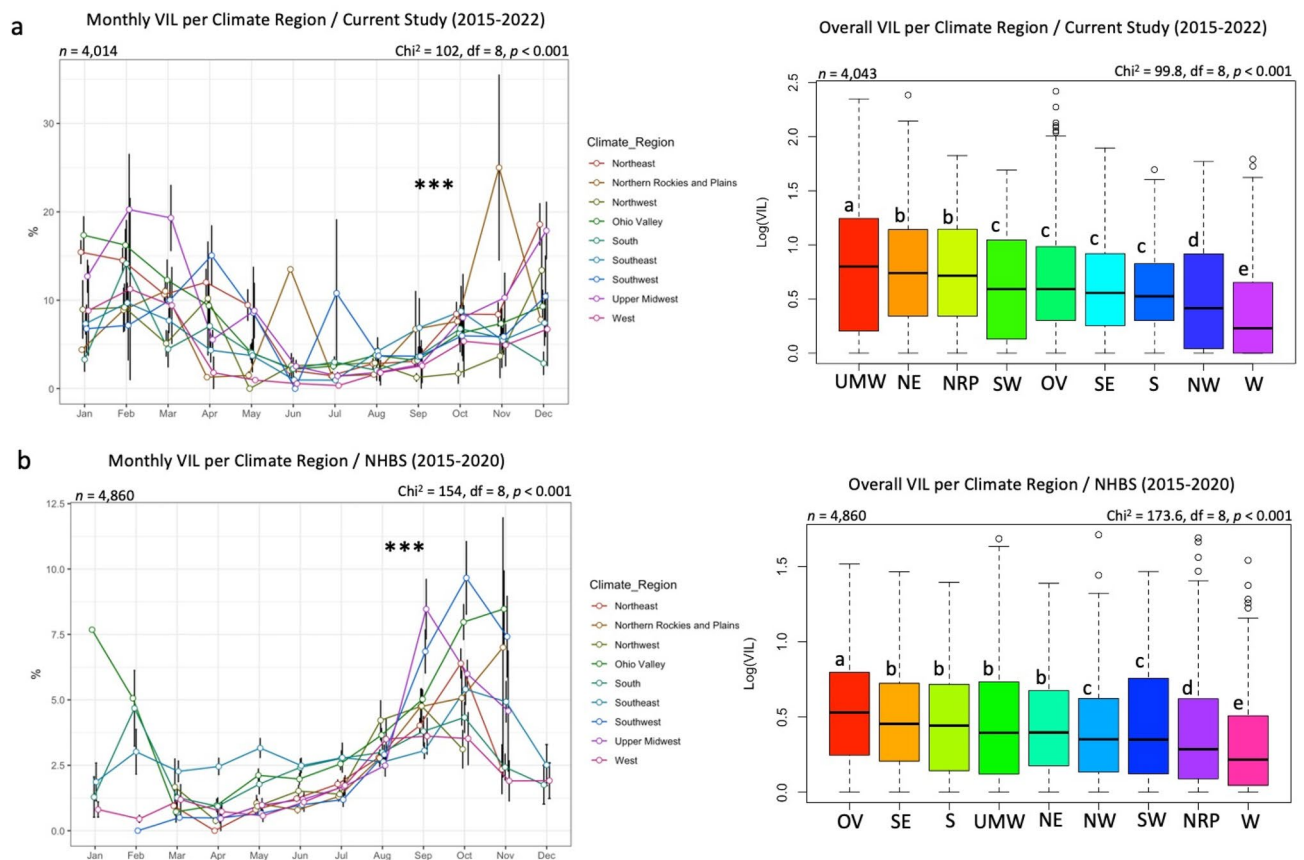 a
Monthly VIL per Climate Region / Current Study (2015-2022)
n = 4,014
Chi² = 102, df = 8, p < 0.001
30
20
10
0
%
***
Jan Feb Mar Apr May Jun Jul Aug Sep Oct Nov Dec
Climate_Region
Northeast
Northern Rockies and Plains
Northwest
Ohio Valley
South
Southeast
Southwest
Upper Midwest
West
Overall VIL per Climate Region / Current Study (2015-2022)
n = 4,043
Chi² = 99.8, df = 8, p < 0.001
2.5
2.0
1.5
1.0
0.5
0.0
Log(VIL)
a b b c c c c d e
UMW NE NRP SW OV SE S NW W
b
Monthly VIL per Climate Region / NHBS (2015-2020)
n = 4,860
Chi² = 154, df = 8, p < 0.001
12.5
10.0
7.5
5.0
2.5
0.0
%
***
Jan Feb Mar Apr May Jun Jul Aug Sep Oct Nov Dec
Climate_Region
Northeast
Northern Rockies and Plains
Northwest
Ohio Valley
South
Southeast
Southwest
Upper Midwest
West
Overall VIL per Climate Region / NHBS (2015-2020)
n = 4,860
Chi² = 173.6, df = 8, p < 0.001
1.5
1.0
0.5
0.0
Log(VIL)
a b b b b c c d e
OV SE S UMW NE NW SW NRP W